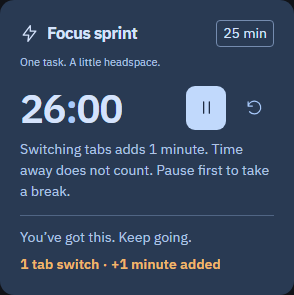 Focus sprint
25 min
One task. A little headspace.
26:00
Switching tabs adds 1 minute. Time
away does not count. Pause first to take
a break.
You’ve got this. Keep going.
1 tab switch · +1 minute added